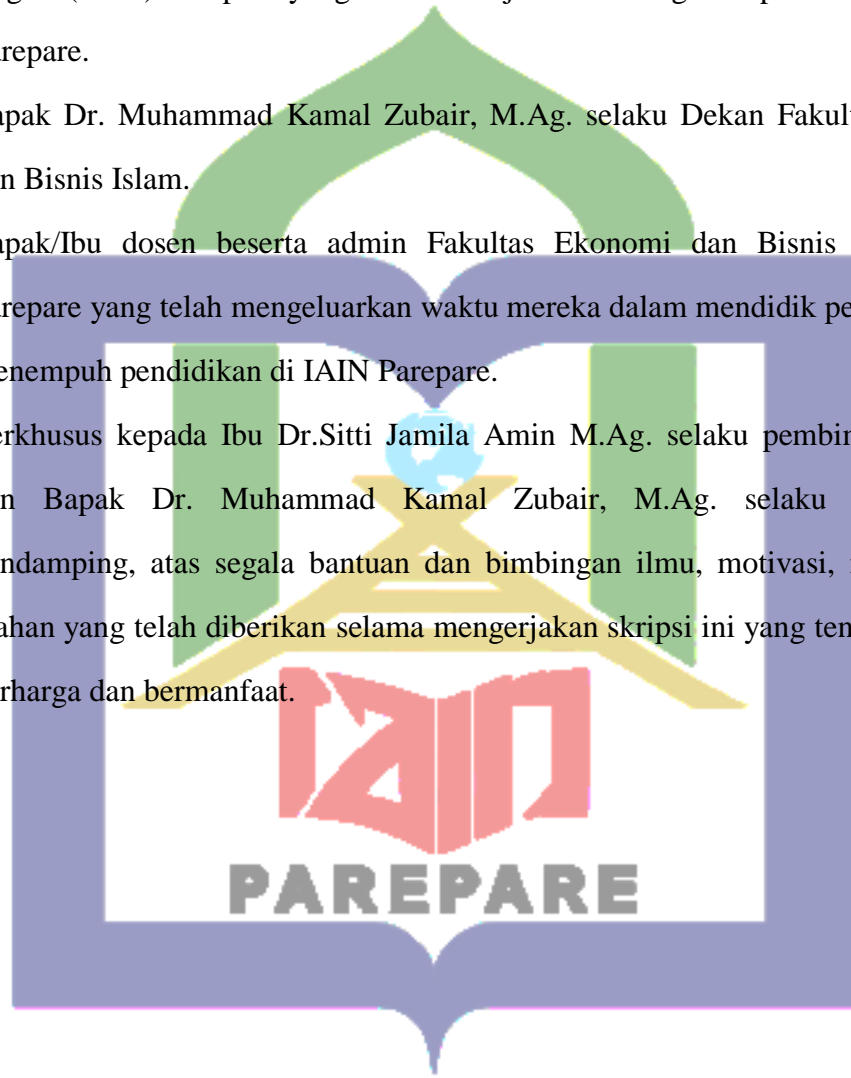 arepare.
apak Dr. Muhammad Kamal Zubair, M.Ag. selaku Dekan Fakul
n Bisnis Islam.
apak/Ibu dosen beserta admin Fakultas Ekonomi dan Bisnis
arepare yang telah mengeluarkan waktu mereka dalam mendidik pe
enempuh pendidikan di IAIN Parepare.
erkhusus kepada Ibu Dr.Sitti Jamila Amin M.Ag. selaku pembin
n Bapak Dr. Muhammad Kamal Zubair, M.Ag. selaku
ndamping, atas segala bantuan dan bimbingan ilmu, motivasi,
ahan yang telah diberikan selama mengerjakan skripsi ini yang ten
rharga dan bermanfaat.
IAIN
PAREPARE